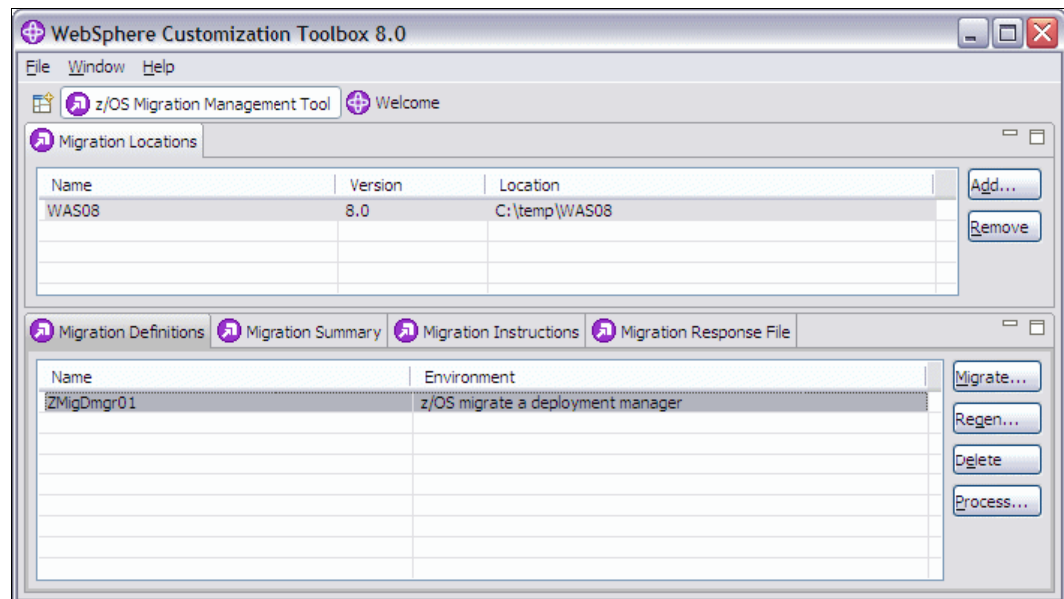 WebSphere Customization Toolbox 8.0
File Window Help
z/OS Migration Management Tool Welcome
Migration Locations
Name Version Location
WAS08 8.0 C:\temp\WAS08
Add...
Remove
Migration Definitions Migration Summary Migration Instructions Migration Response File
Name Environment
ZMigDmgr01 z/OS migrate a deployment manager
Migrate...
Regen...
Delete
Process...